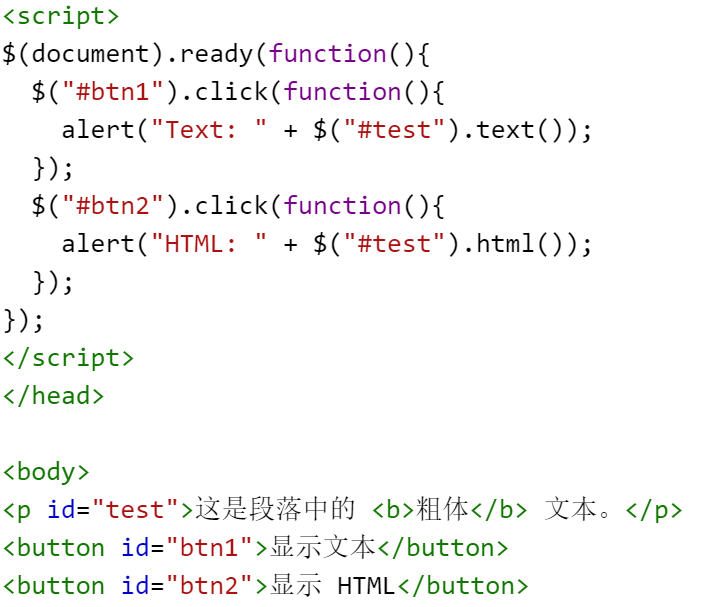 <script>
$(document).ready(function(){
  $("#btn1").click(function(){
    alert("Text: " + $("#test").text());
  });
  $("#btn2").click(function(){
    alert("HTML: " + $("#test").html());
  });
});
</script>
</head>

<body>
<p id="test">这是段落中的 <b>粗体</b> 文本。</p>
<button id="btn1">显示文本</button>
<button id="btn2">显示 HTML</button>